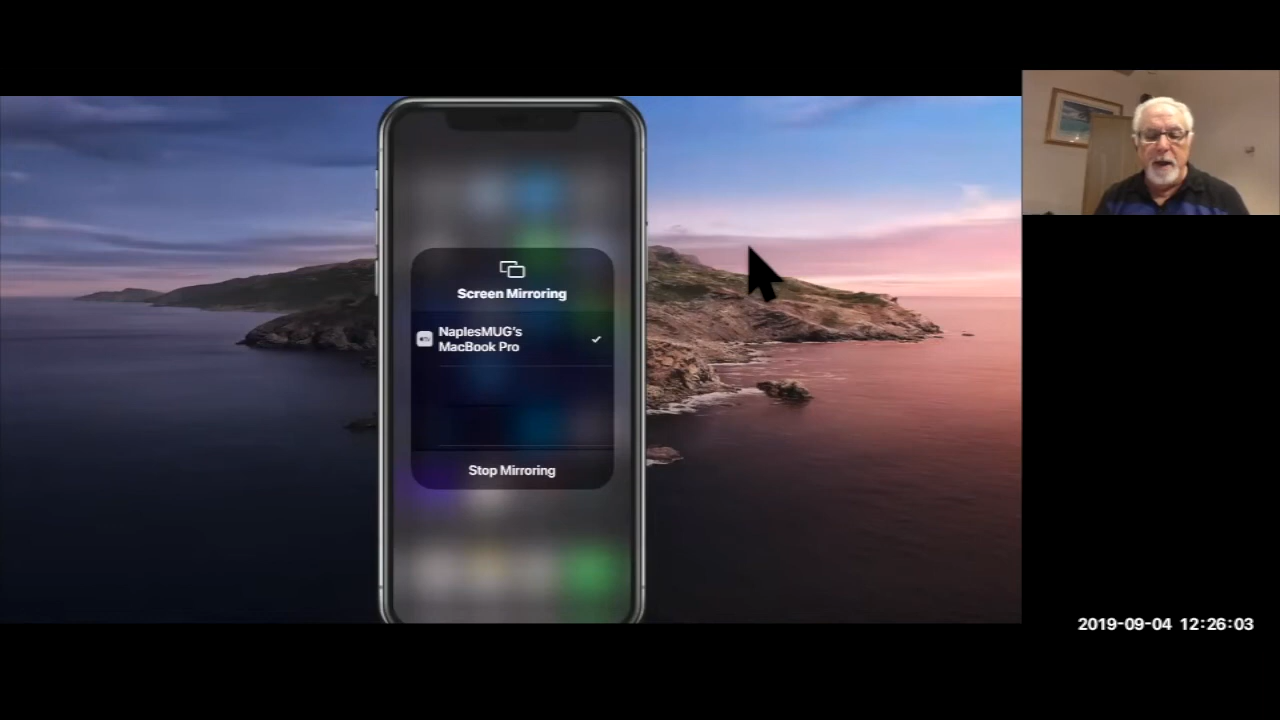 Screen Mirroring
NaplesMUG's
MacBook Pro
Stop Mirroring
2019-09-04 12:26:03